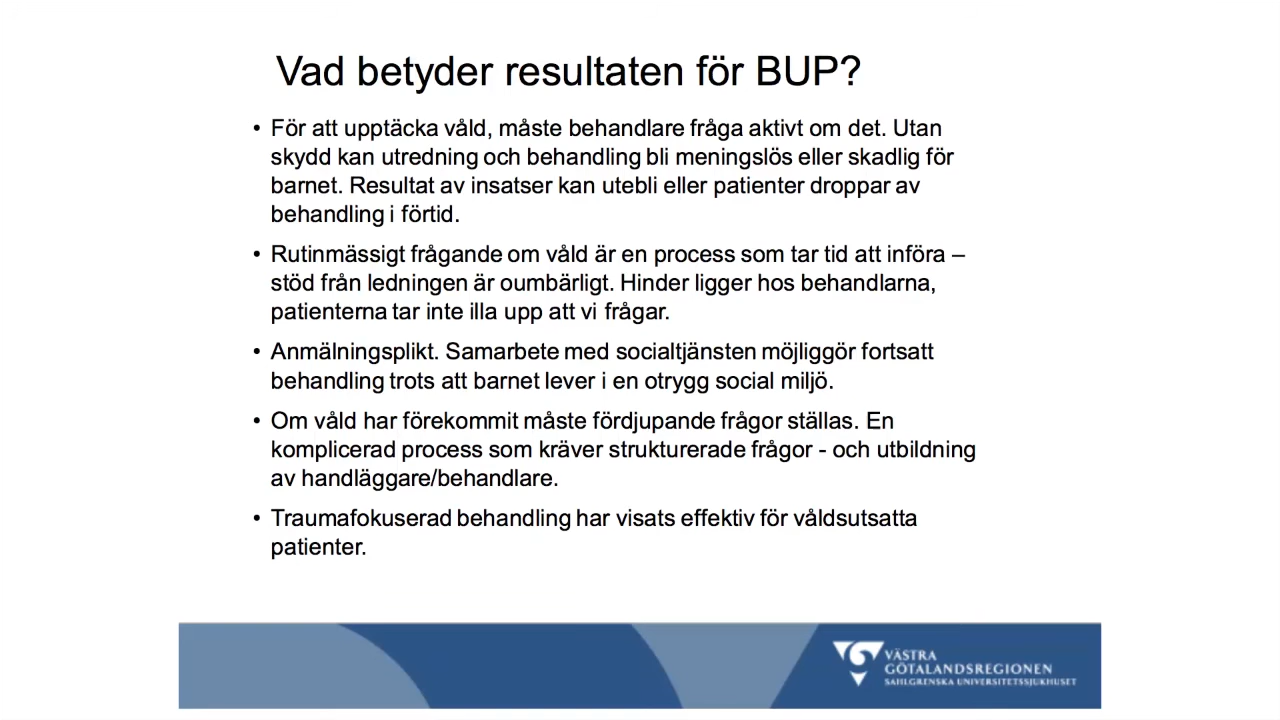 Vad betyder resultaten för BUP?
• För att upptäcka våld, måste behandlare fråga aktivt om det. Utan
skydd kan utredning och behandling bli meningslös eller skadlig för
barnet. Resultat av insatser kan utebli eller patienter droppar av
behandling i förtid.
• Rutinmässigt frågande om våld är en process som tar tid att införa –
stöd från ledningen är oumbärligt. Hinder ligger hos behandlarna,
patienterna tar inte illa upp att vi frågar.
• Anmälningsplikt. Samarbete med socialtjänsten möjliggör fortsatt
behandling trots att barnet lever i en otrygg social miljö.
• Om våld har förekommit måste fördjupande frågor ställas. En
komplicerad process som kräver strukturerade frågor - och utbildning
av handläggare/behandlare.
• Traumafokuserad behandling har visats effektiv för våldsutsatta
patienter.
VÄSTRA
GÖTALANDSREGIONEN
SAHLGRENSKA UNIVERSITETSSJUKHUSET